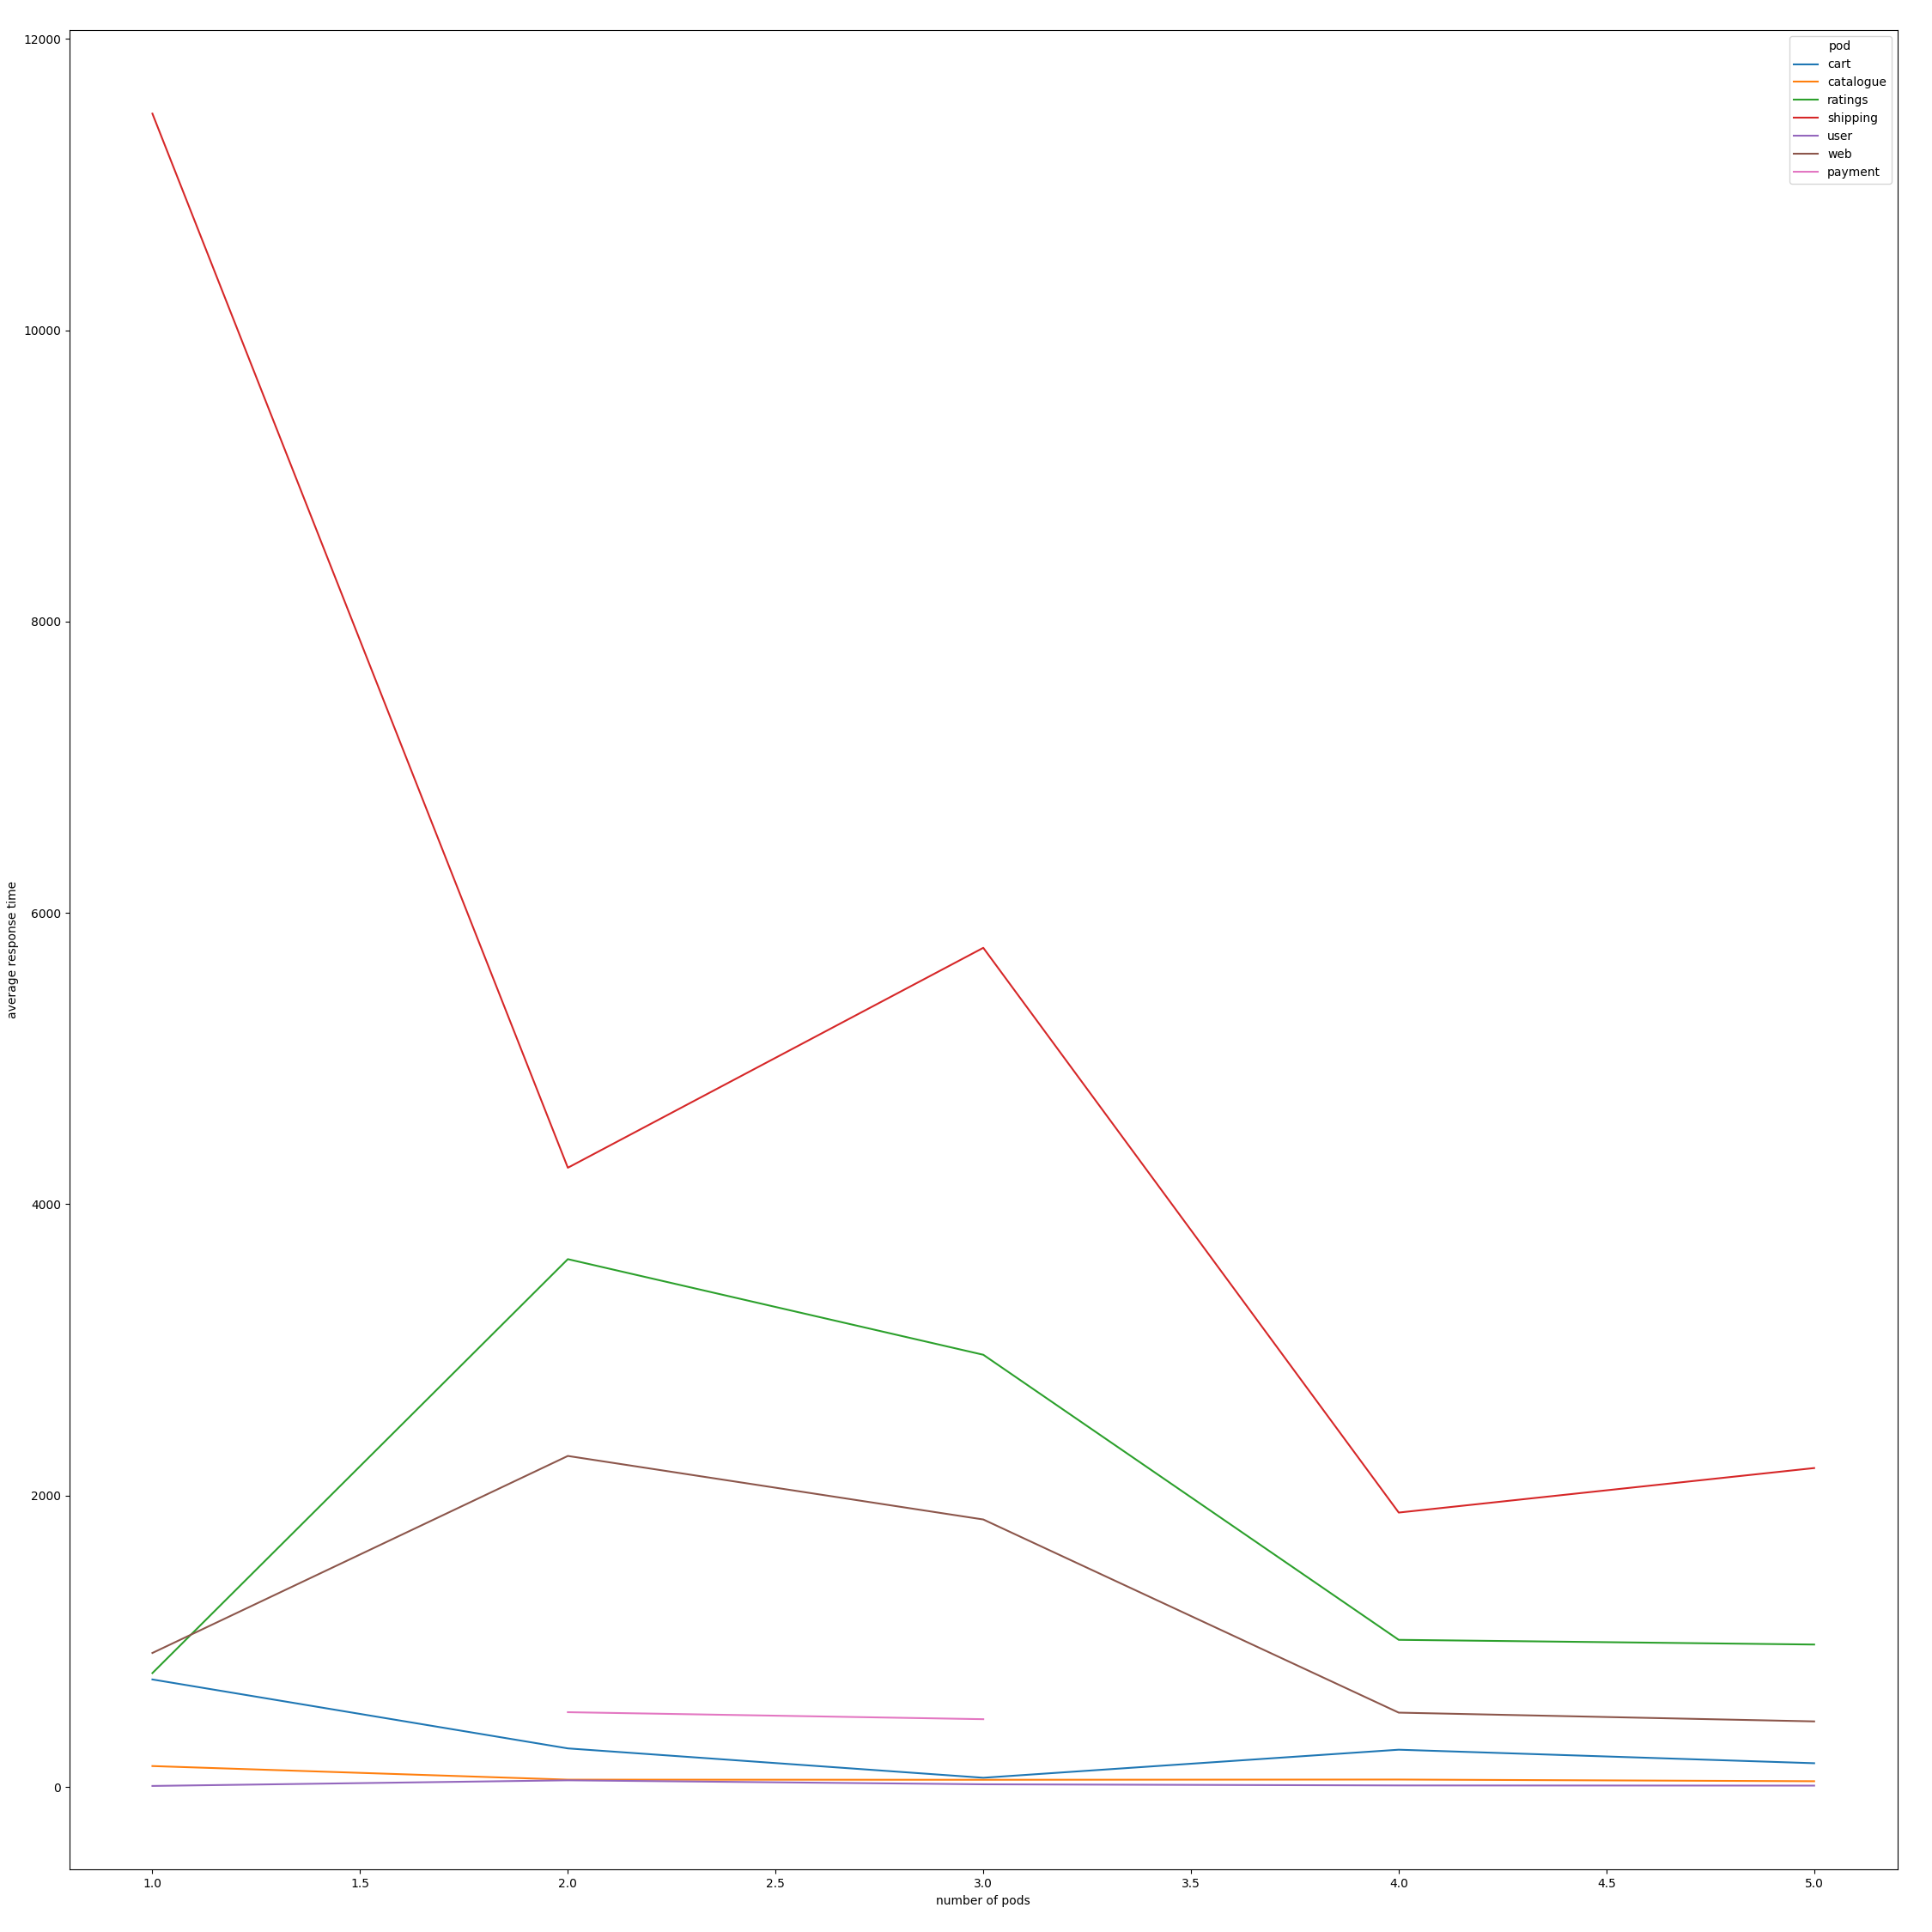 12000
10000
8000
6000
4000
2000
0
average response time
1.0 1.5 2.0 2.5 3.0 3.5 4.0 4.5 5.0
number of pods
pod
cart
catalogue
ratings
shipping
user
web
payment